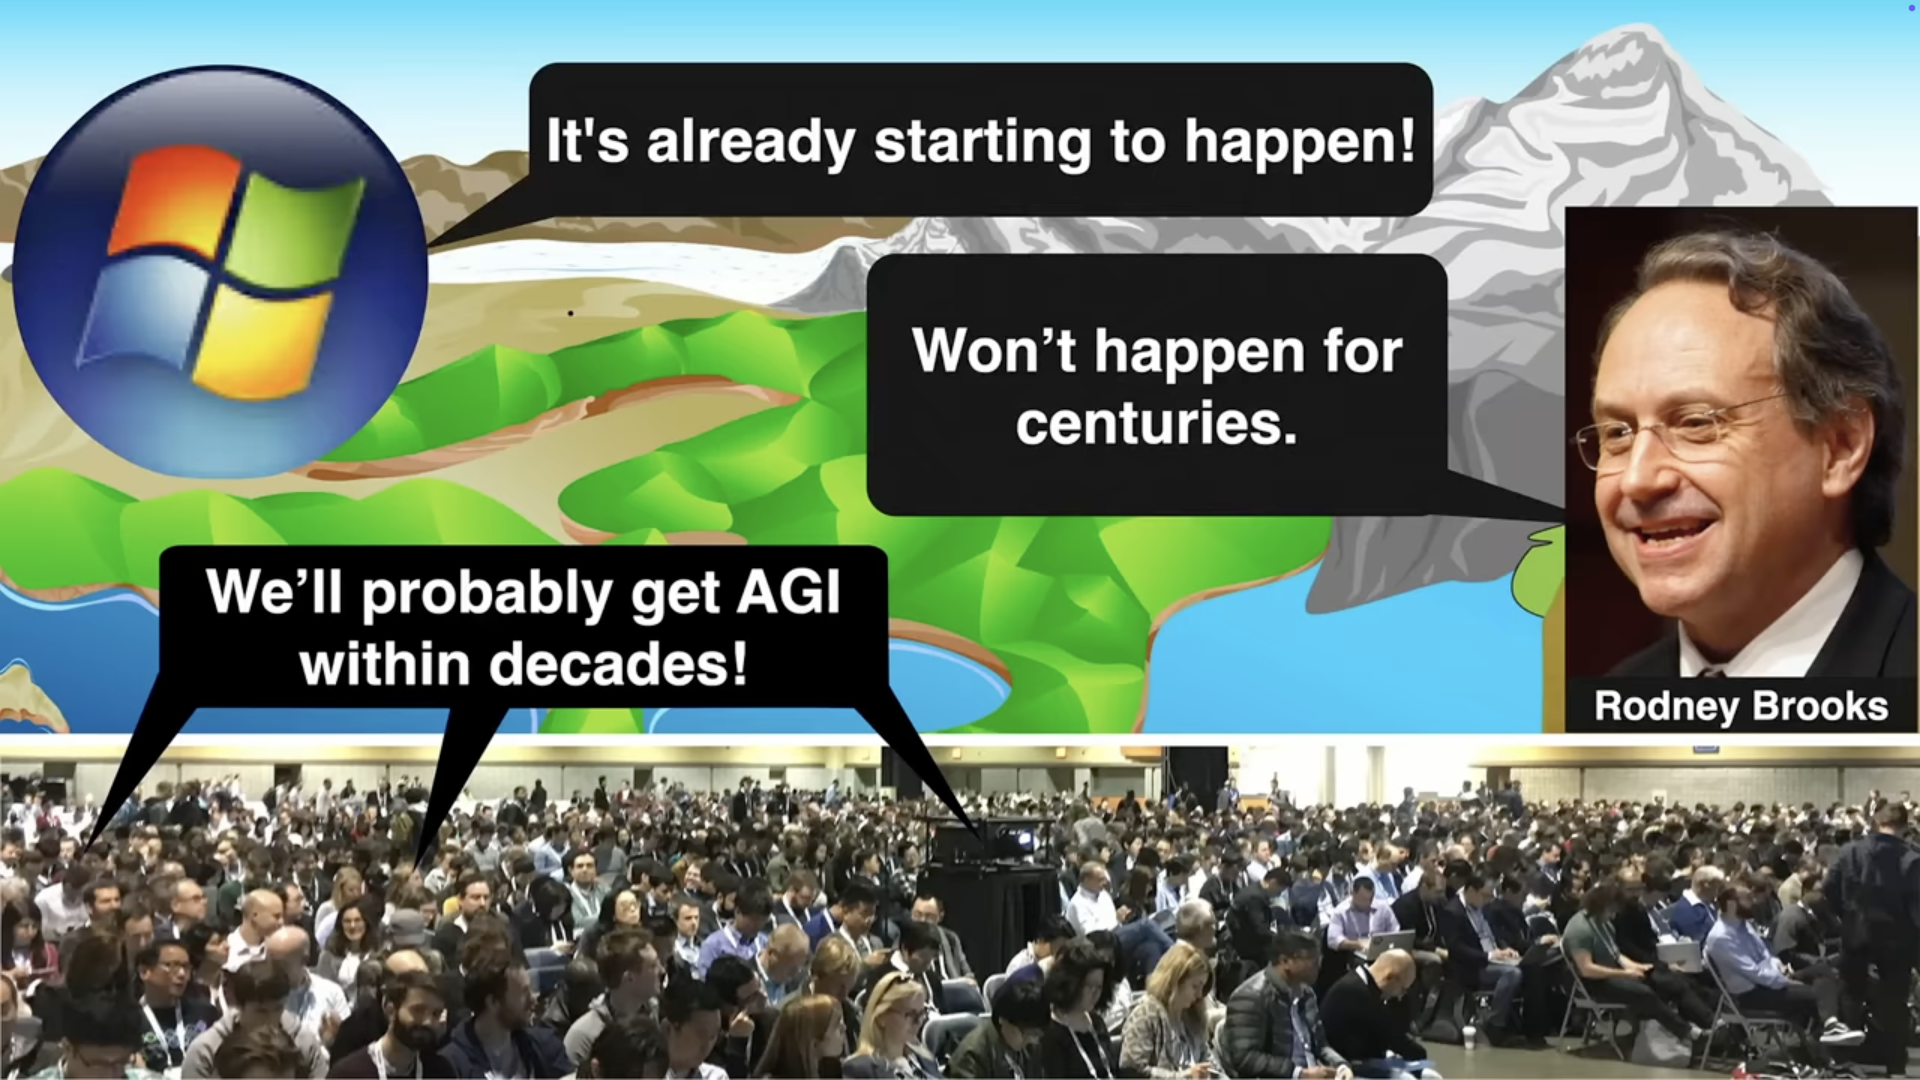 It's already starting to happen!
Won’t happen for
centuries.
We’ll probably get AGI
within decades!
Rodney Brooks